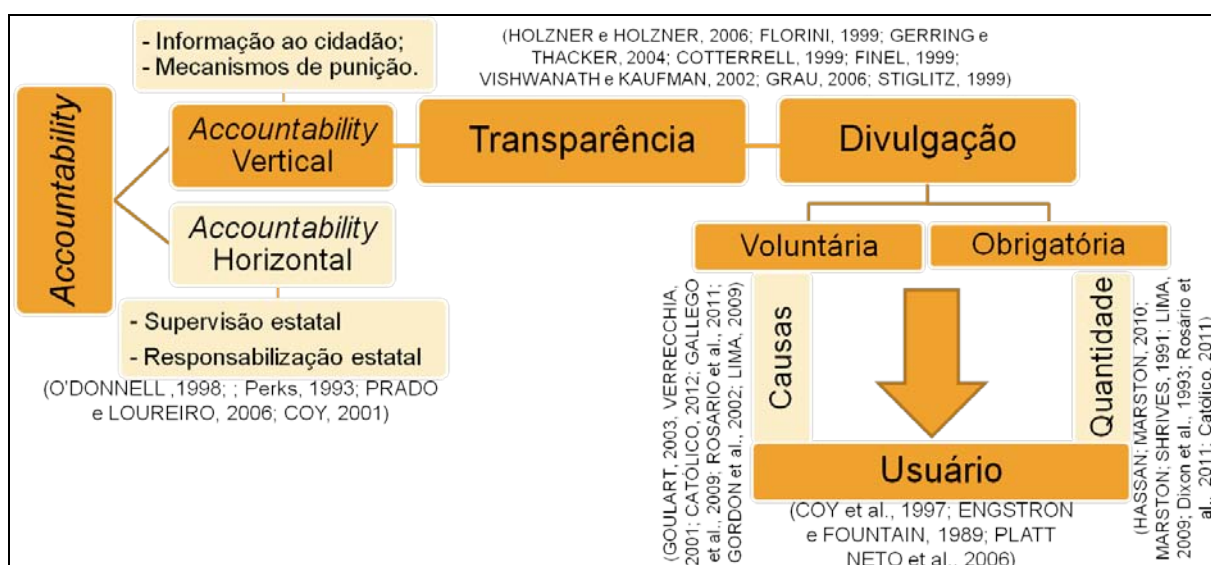 - Informação ao cidadão;
- Mecanismos de punição.
(HOLZNER e HOLZNER, 2006; FLORINI, 1999; GERRING e
THACKER, 2004; COTTERRELL, 1999; FINEL, 1999;
VISHWANATH e KAUFMAN, 2002; GRAU, 2006; STIGLITZ, 1999)
Accountability
Accountability
Vertical
Transparência
Divulgação
Accountability
Horizontal
Voluntária
Obrigatória
- Supervisão estatal
- Responsabilização estatal
(O'DONNELL ,1998; ; Perks, 1993; PRADO
e LOUREIRO, 2006; COY, 2001)
(GOULART, 2003, VERRECCHIA,
2001; CATÓLICO, 2012; GALLEGO
et al., 2009; ROSARIO et al., 2011;
GORDON et al., 2002; LIMA, 2009)
Causas
Quantidade
(HASSAN; MARSTON, 2010;
MARSTON; SHRIVES, 1991; LIMA,
2009; Dixon et al., 1993; Rosário et
al., 2011; Católico, 2011)
Usuário
(COY et al., 1997; ENGSTRON
e FOUNTAIN, 1989; PLATT
NETO et al., 2006)